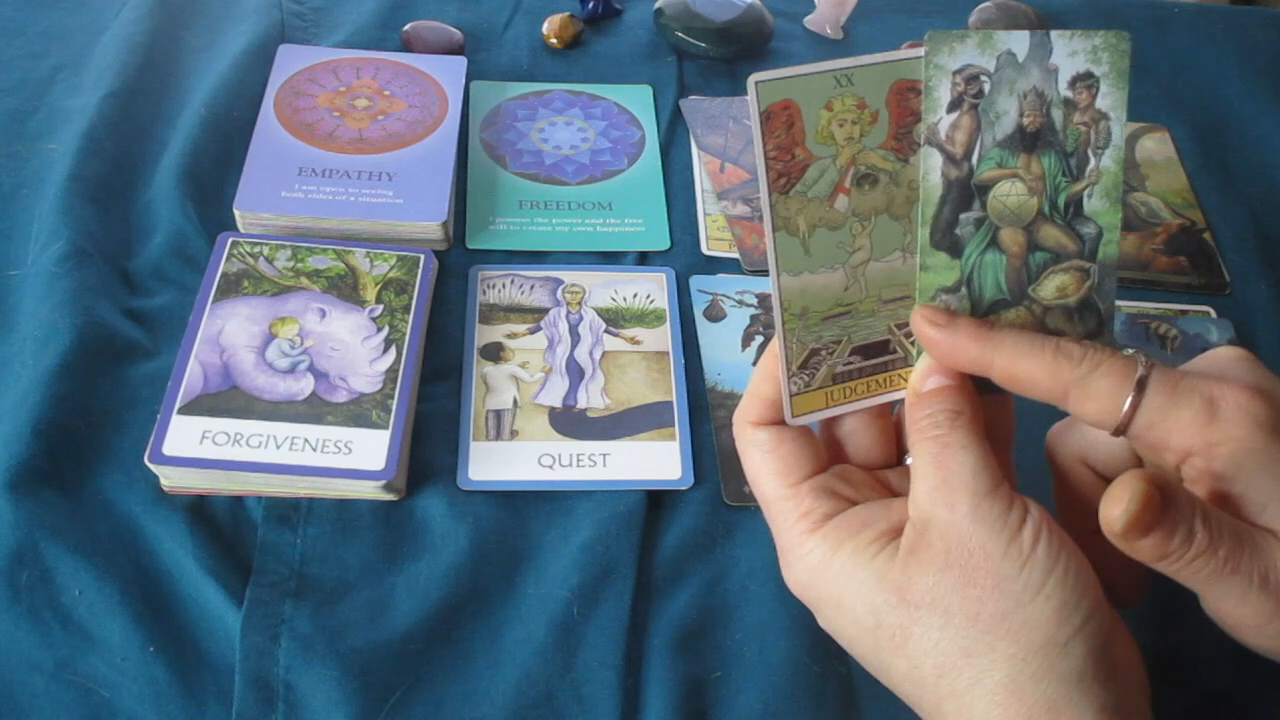 EMPATHY
I am open to seeing
both sides of a situation
FREEDOM
I possess the power and the free
will to create my own happiness
FORGIVENESS
QUEST
XX
JUDGEMEN